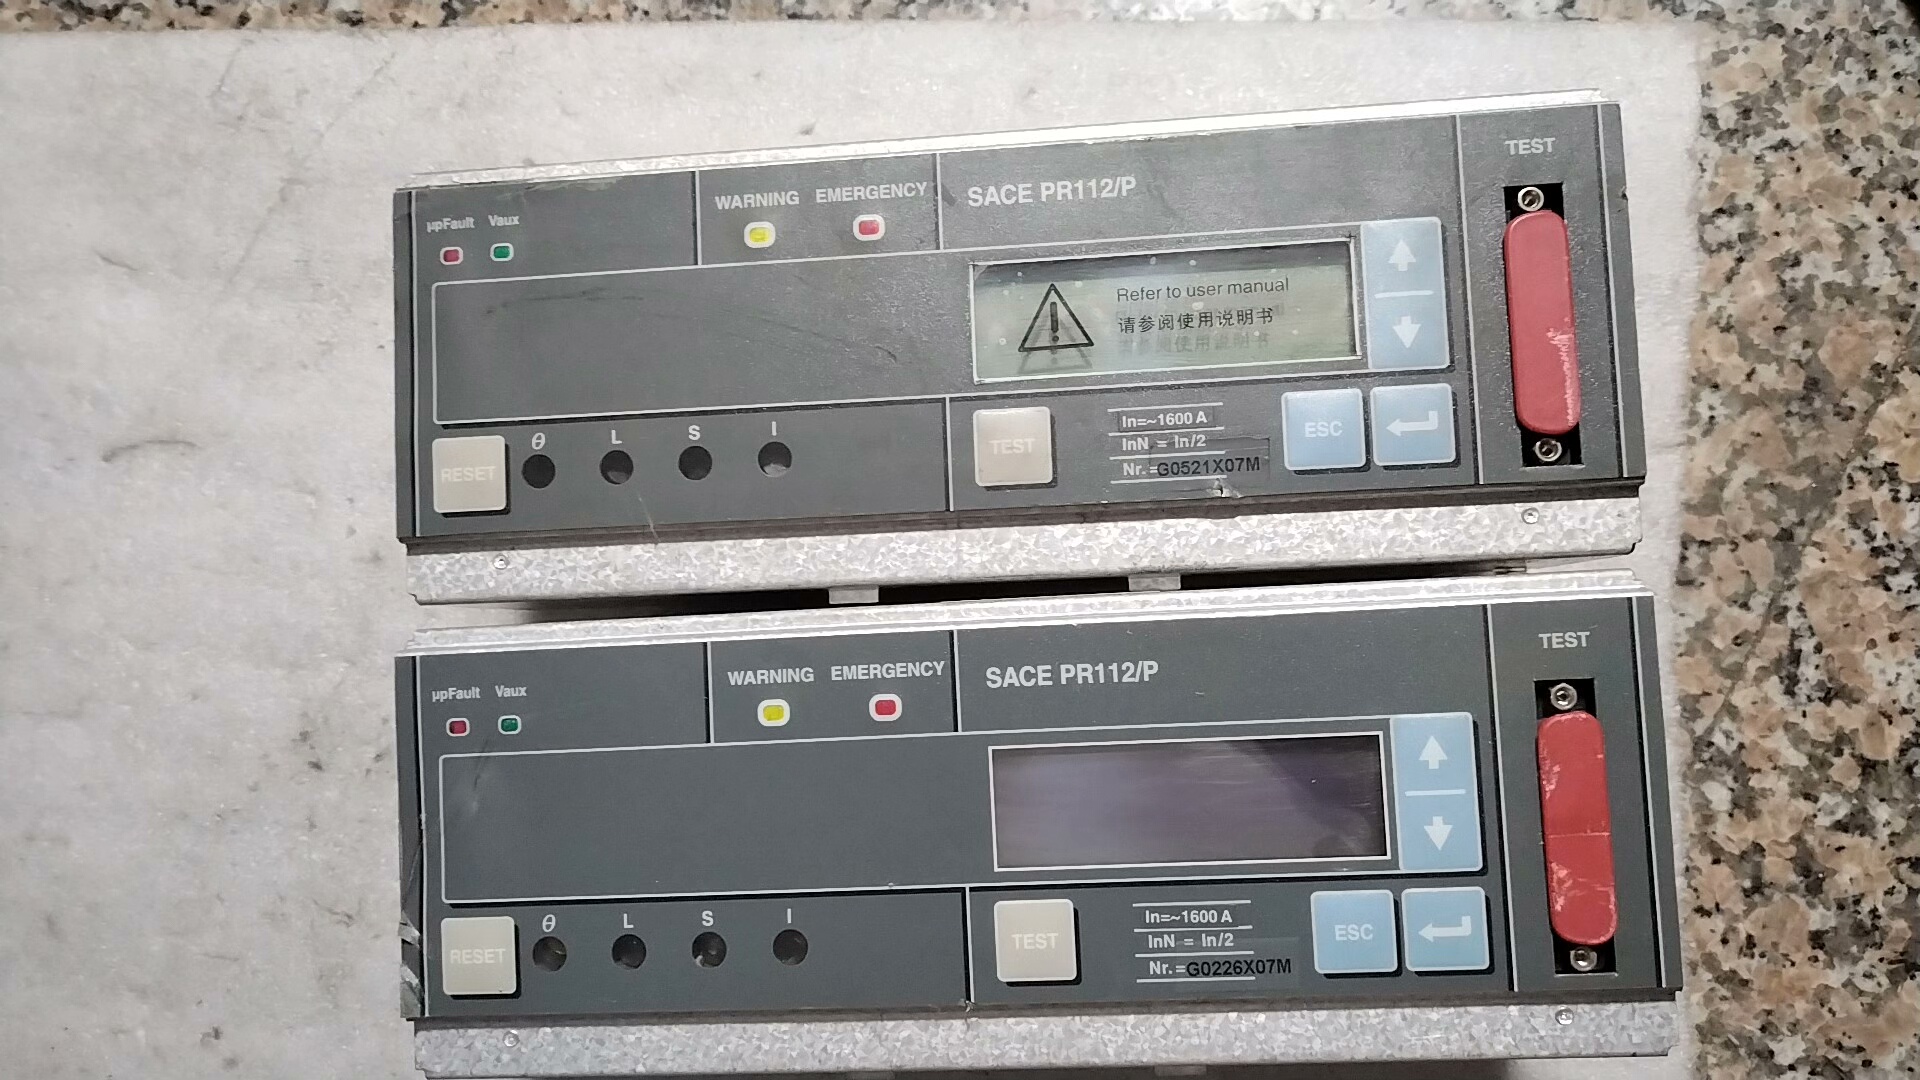 TEST
WARNING EMERGENCY
SACE PR112/P
µpFault Vaux
Refer to user manual
请参阅使用说明书
θ L S I
RESET
TEST
In=~1600 A
InN = In/2
Nr.=G0521X07M
ESC
TEST
WARNING EMERGENCY
SACE PR112/P
µpFault Vaux
θ L S I
RESET
TEST
In=~1600 A
InN = In/2
Nr.=G0226X07M
ESC